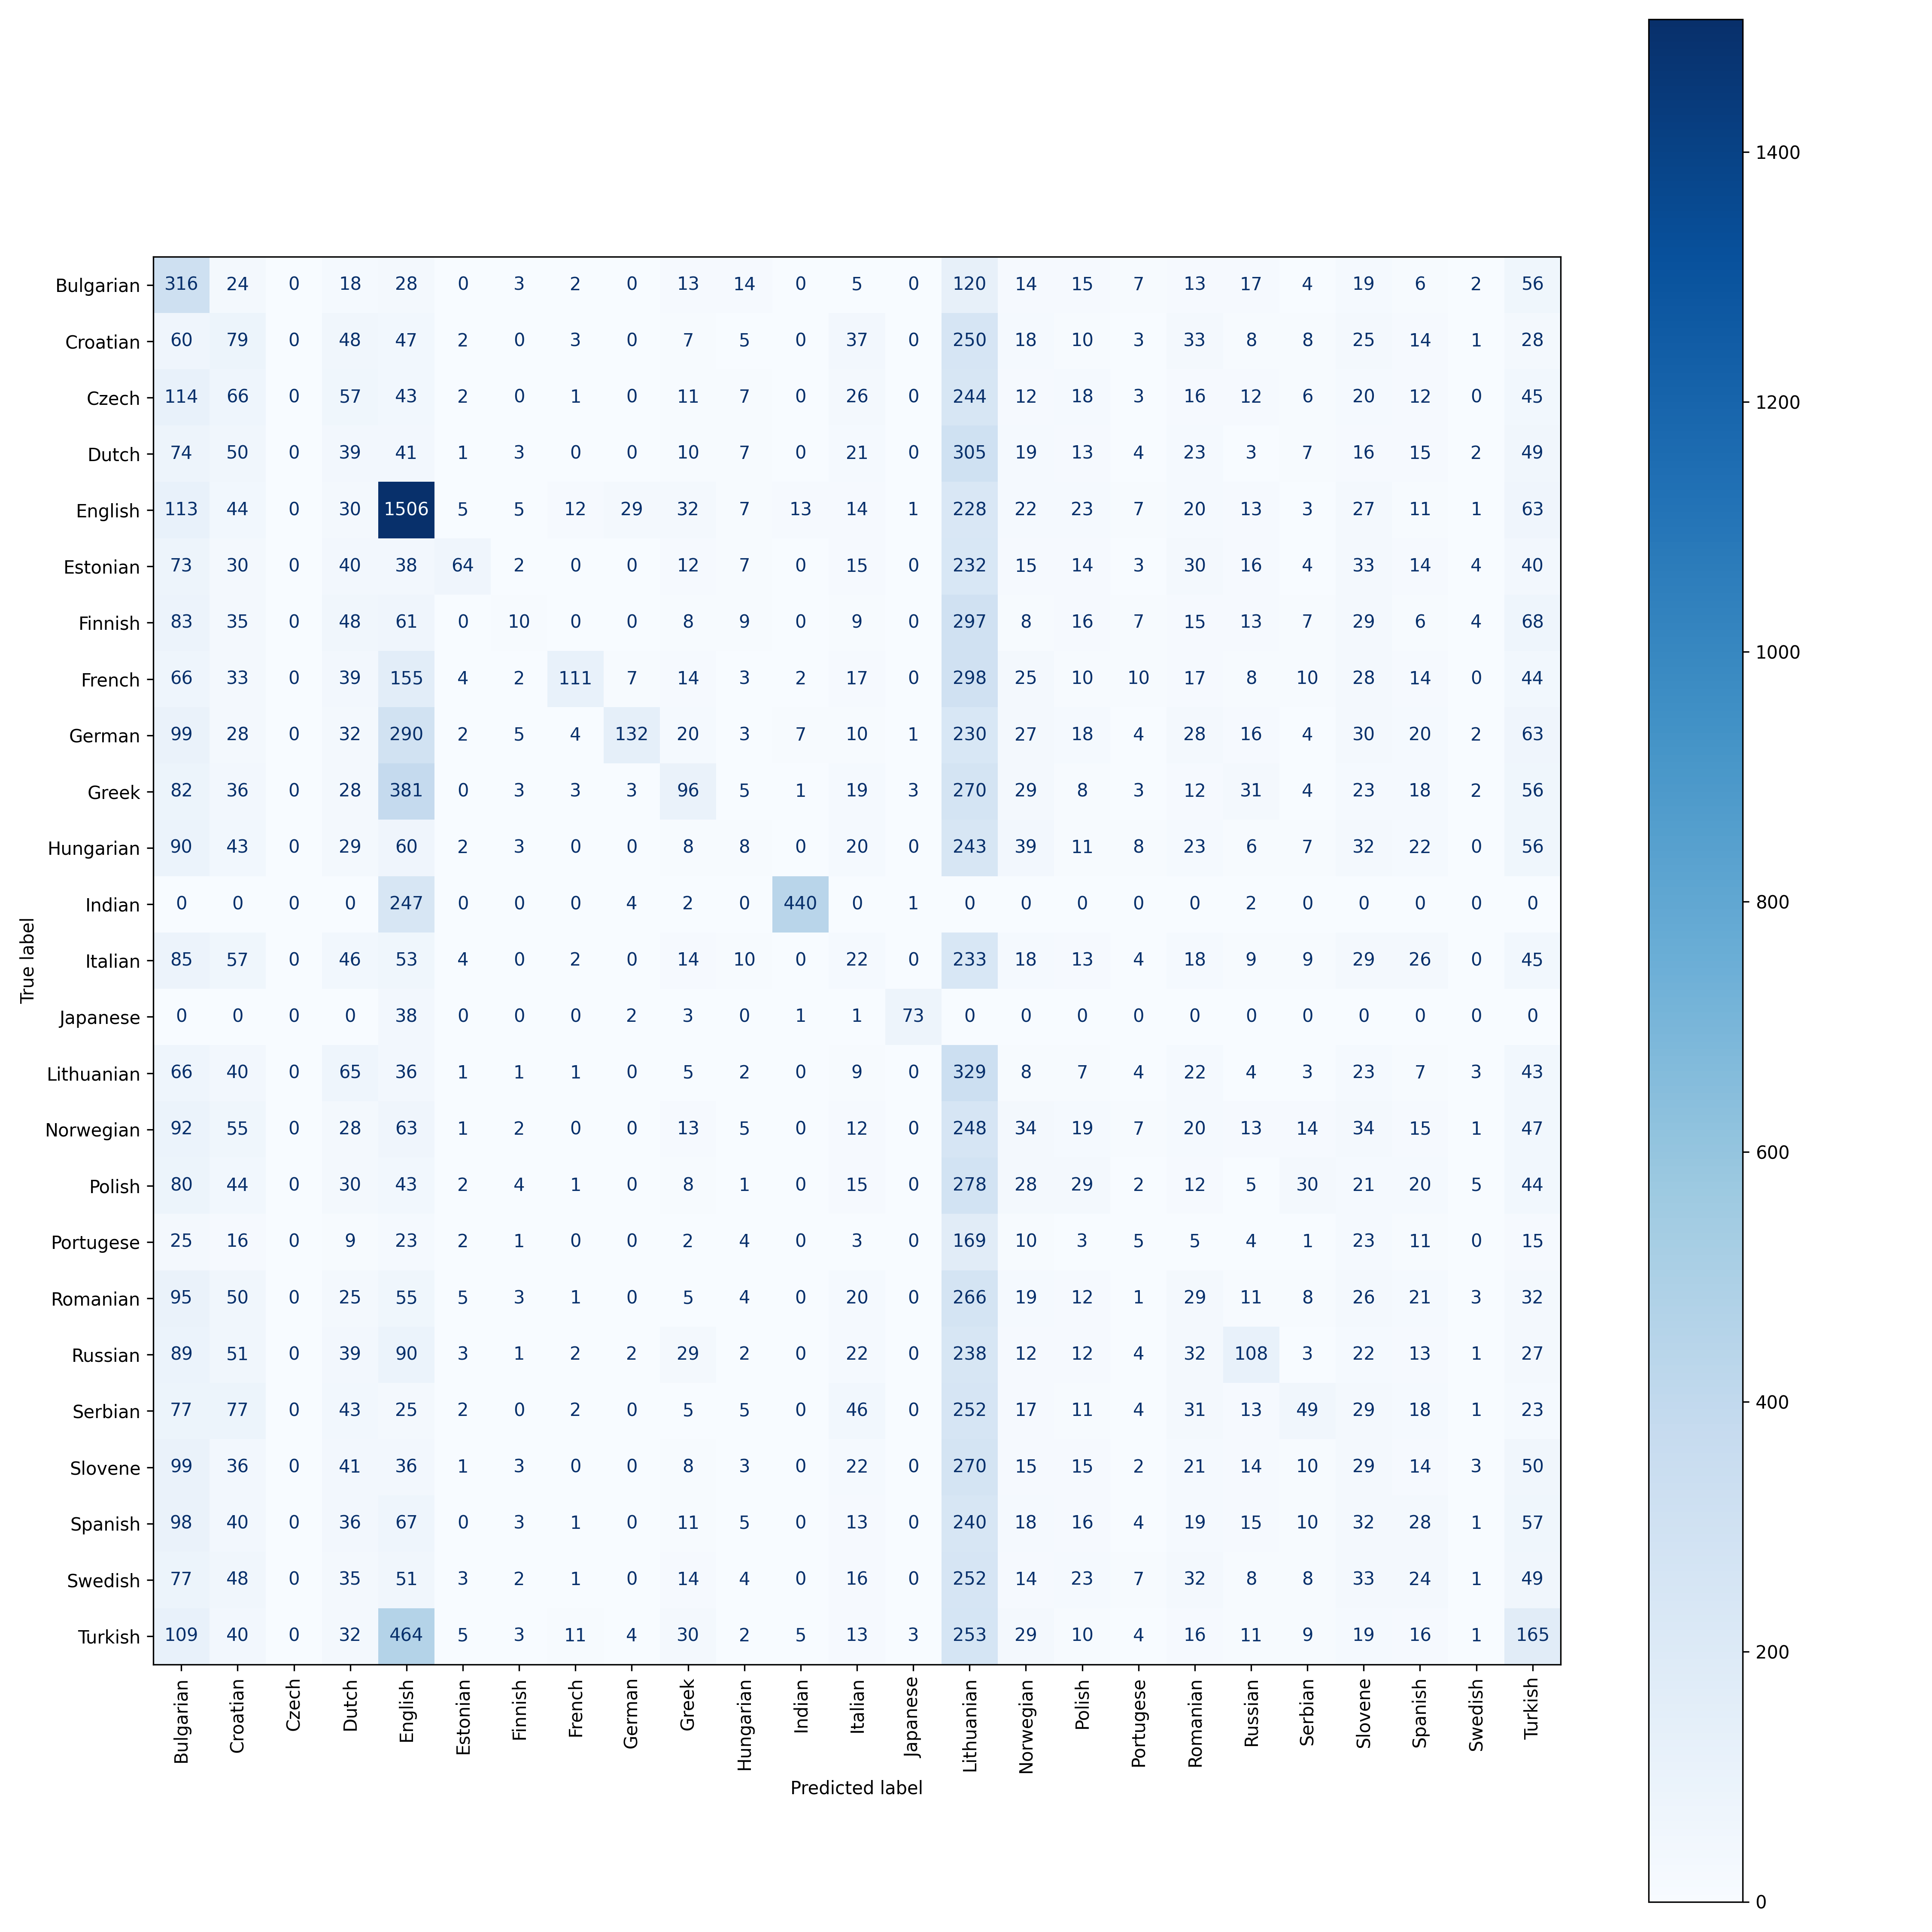 1400
1200
1000
800
600
400
200
0
True label
Bulgarian 316 24 0 18 28 0 3 2 0 13 14 0 5 0 120 14 15 7 13 17 4 19 6 2 56
Croatian 60 79 0 48 47 2 0 3 0 7 5 0 37 0 250 18 10 3 33 8 8 25 14 1 28
Czech 114 66 0 57 43 2 0 1 0 11 7 0 26 0 244 12 18 3 16 12 6 20 12 0 45
Dutch 74 50 0 39 41 1 3 0 0 10 7 0 21 0 305 19 13 4 23 3 7 16 15 2 49
English 113 44 0 30 1506 5 5 12 29 32 7 13 14 1 228 22 23 7 20 13 3 27 11 1 63
Estonian 73 30 0 40 38 64 2 0 0 12 7 0 15 0 232 15 14 3 30 16 4 33 14 4 40
Finnish 83 35 0 48 61 0 10 0 0 8 9 0 9 0 297 8 16 7 15 13 7 29 6 4 68
French 66 33 0 39 155 4 2 111 7 14 3 2 17 0 298 25 10 10 17 8 10 28 14 0 44
German 99 28 0 32 290 2 5 4 132 20 3 7 10 1 230 27 18 4 28 16 4 30 20 2 63
Greek 82 36 0 28 381 0 3 3 3 96 5 1 19 3 270 29 8 3 12 31 4 23 18 2 56
Hungarian 90 43 0 29 60 2 3 0 0 8 8 0 20 0 243 39 11 8 23 6 7 32 22 0 56
Indian 0 0 0 0 247 0 0 0 4 2 0 440 0 1 0 0 0 0 0 2 0 0 0 0 0
Italian 85 57 0 46 53 4 0 2 0 14 10 0 22 0 233 18 13 4 18 9 9 29 26 0 45
Japanese 0 0 0 0 38 0 0 0 2 3 0 1 1 73 0 0 0 0 0 0 0 0 0 0 0
Lithuanian 66 40 0 65 36 1 1 1 0 5 2 0 9 0 329 8 7 4 22 4 3 23 7 3 43
Norwegian 92 55 0 28 63 1 2 0 0 13 5 0 12 0 248 34 19 7 20 13 14 34 15 1 47
Polish 80 44 0 30 43 2 4 1 0 8 1 0 15 0 278 28 29 2 12 5 30 21 20 5 44
Portugese 25 16 0 9 23 2 1 0 0 2 4 0 3 0 169 10 3 5 5 4 1 23 11 0 15
Romanian 95 50 0 25 55 5 3 1 0 5 4 0 20 0 266 19 12 1 29 11 8 26 21 3 32
Russian 89 51 0 39 90 3 1 2 2 29 2 0 22 0 238 12 12 4 32 108 3 22 13 1 27
Serbian 77 77 0 43 25 2 0 2 0 5 5 0 46 0 252 17 11 4 31 13 49 29 18 1 23
Slovene 99 36 0 41 36 1 3 0 0 8 3 0 22 0 270 15 15 2 21 14 10 29 14 3 50
Spanish 98 40 0 36 67 0 3 1 0 11 5 0 13 0 240 18 16 4 19 15 10 32 28 1 57
Swedish 77 48 0 35 51 3 2 1 0 14 4 0 16 0 252 14 23 7 32 8 8 33 24 1 49
Turkish 109 40 0 32 464 5 3 11 4 30 2 5 13 3 253 29 10 4 16 11 9 19 16 1 165
Bulgarian Croatian Czech Dutch English Estonian Finnish French German Greek Hungarian Indian Italian Japanese Lithuanian Norwegian Polish Portugese Romanian Russian Serbian Slovene Spanish Swedish Turkish
Predicted label